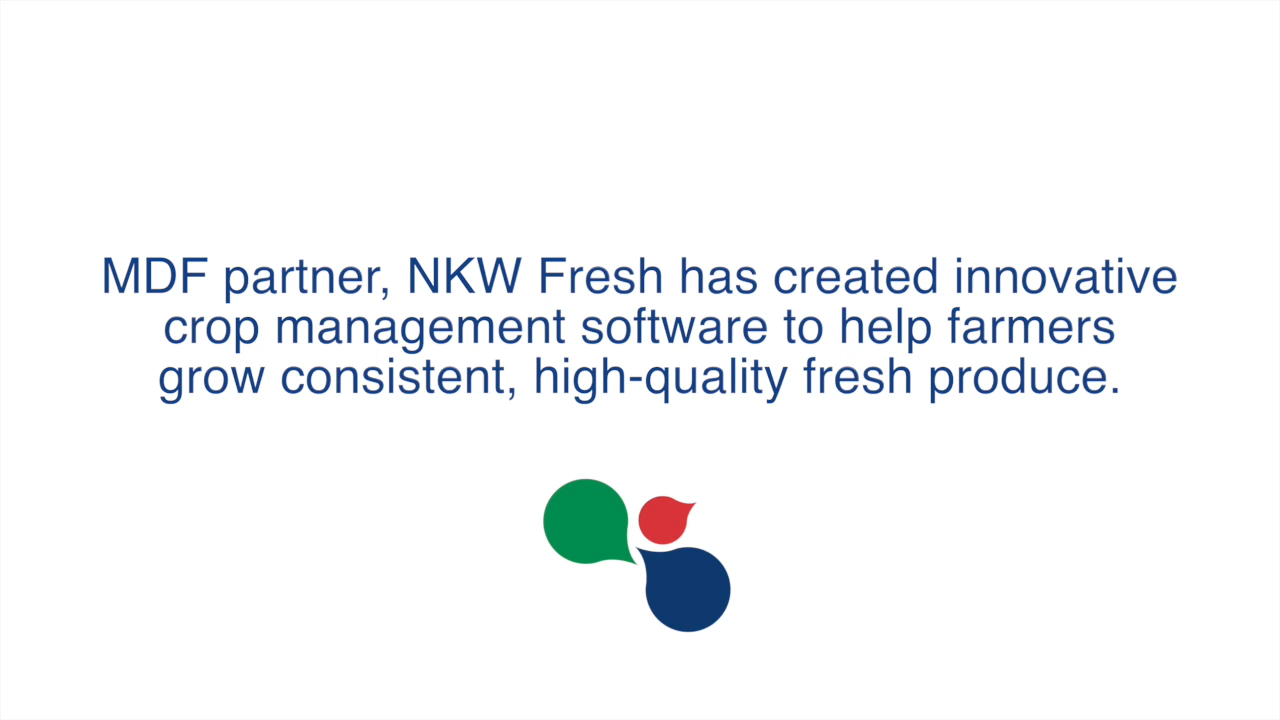 MDF partner, NKW Fresh has created innovative
crop management software to help farmers
grow consistent, high-quality fresh produce.